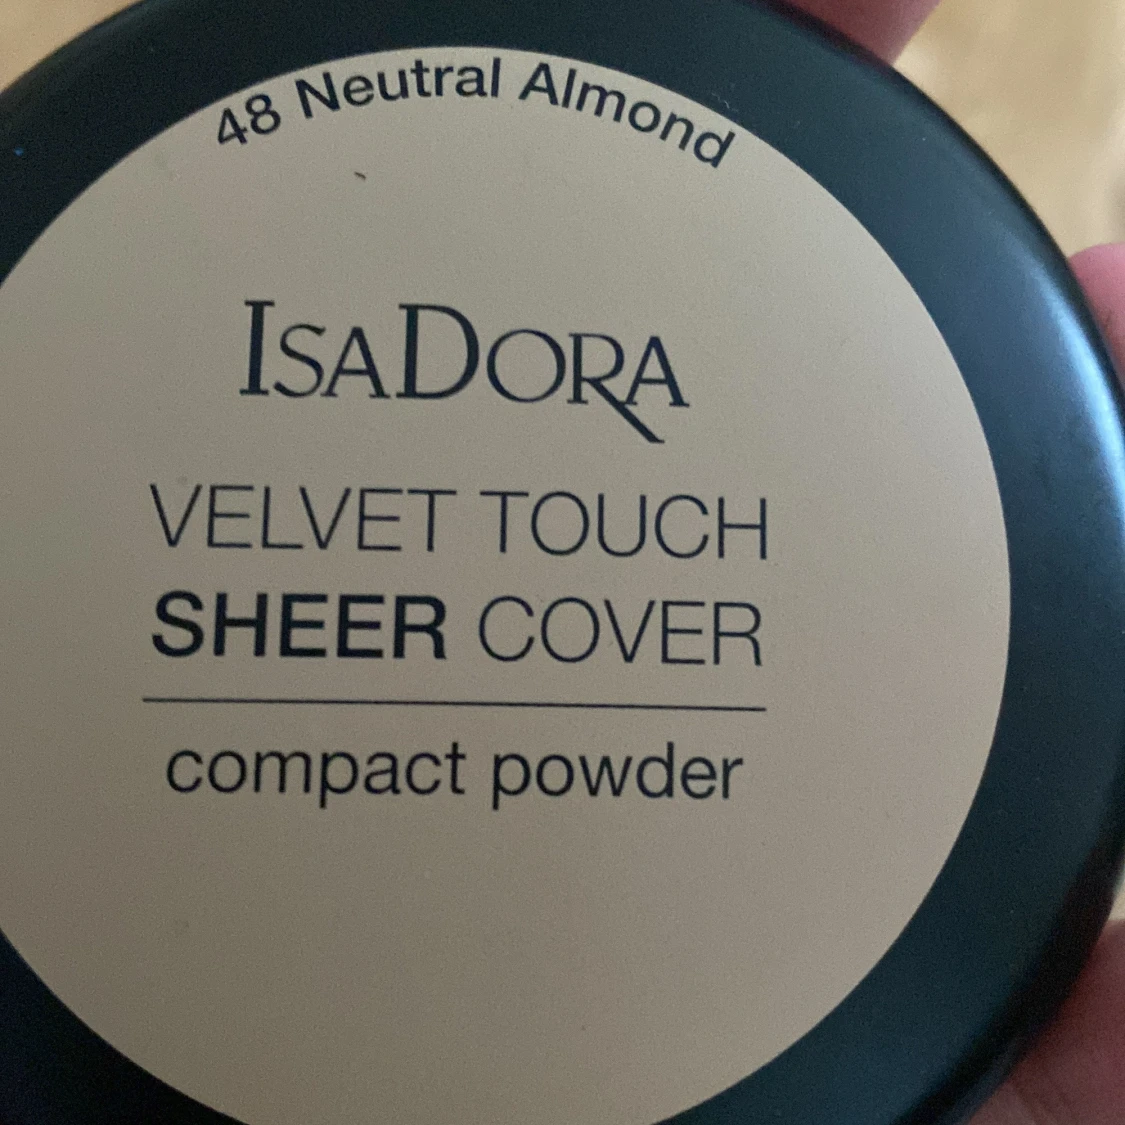 48 Neutral Almond
ISADORA
VELVET TOUCH
SHEER COVER
compact powder